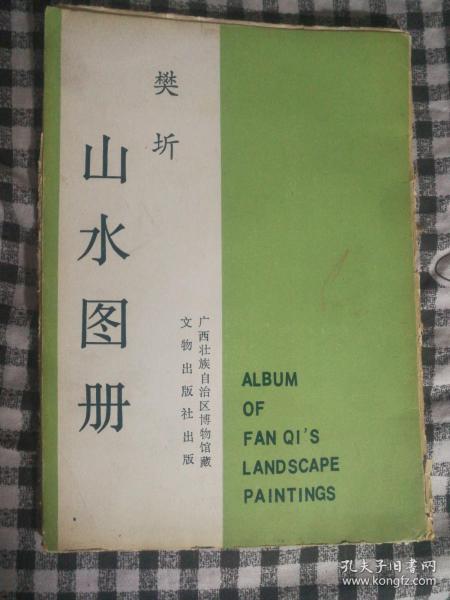 樊圻
山水图册
广西壮族自治区博物馆藏
文物出版社出版
ALBUM
OF
FAN QI'S
LANDSCAPE
PAINTINGS
孔夫子旧书网
www.kongfz.com